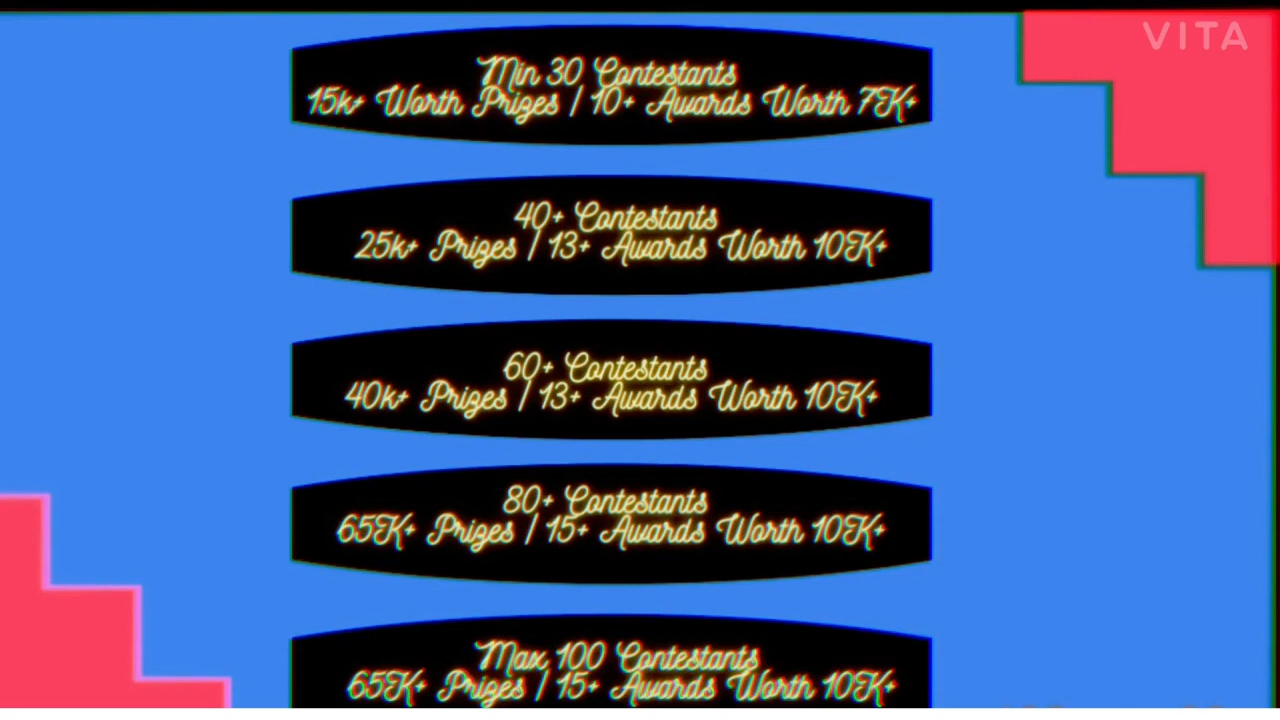 VITA
Min 30 Contestants
15k+ Worth Prizes / 10+ Awards Worth 7K+
40+ Contestants
25k+ Prizes / 13+ Awards Worth 10K+
60+ Contestants
40k+ Prizes / 13+ Awards Worth 10K+
80+ Contestants
65K+ Prizes / 15+ Awards Worth 10K+
Max 100 Contestants
65K+ Prizes / 15+ Awards Worth 10K+